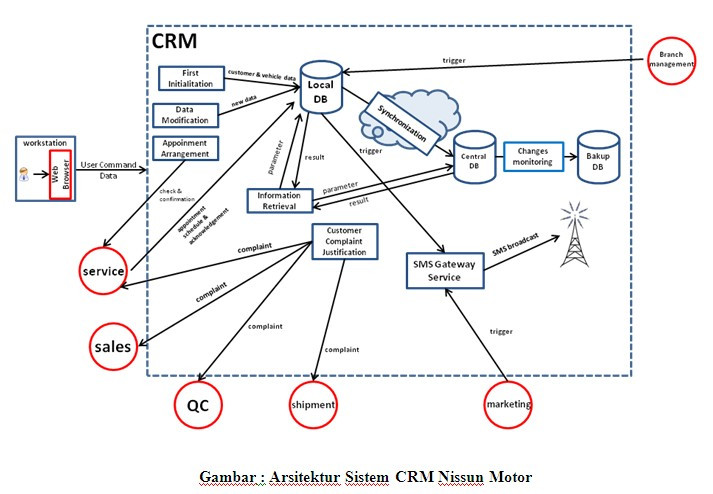 CRM
Branch
management
trigger
First
Initialitation
customer & vehicle data
Local
DB
new data
Data
Modification
Synchronization
workstation
Web
Browser
User Command
Data
Appoinment
Arrangement
parameter
result
trigger
Central
DB
Changes
monitoring
Bakup
DB
check &
confirmation
appointment
schedule &
acknowledgement
Information
Retrieval
parameter
result
Customer
Complaint
Justification
complaint
service
SMS Gateway
Service
SMS broadcast
complaint
sales
complaint
complaint
trigger
QC
shipment
marketing
Gambar : Arsitektur Sistem CRM Nissun Motor